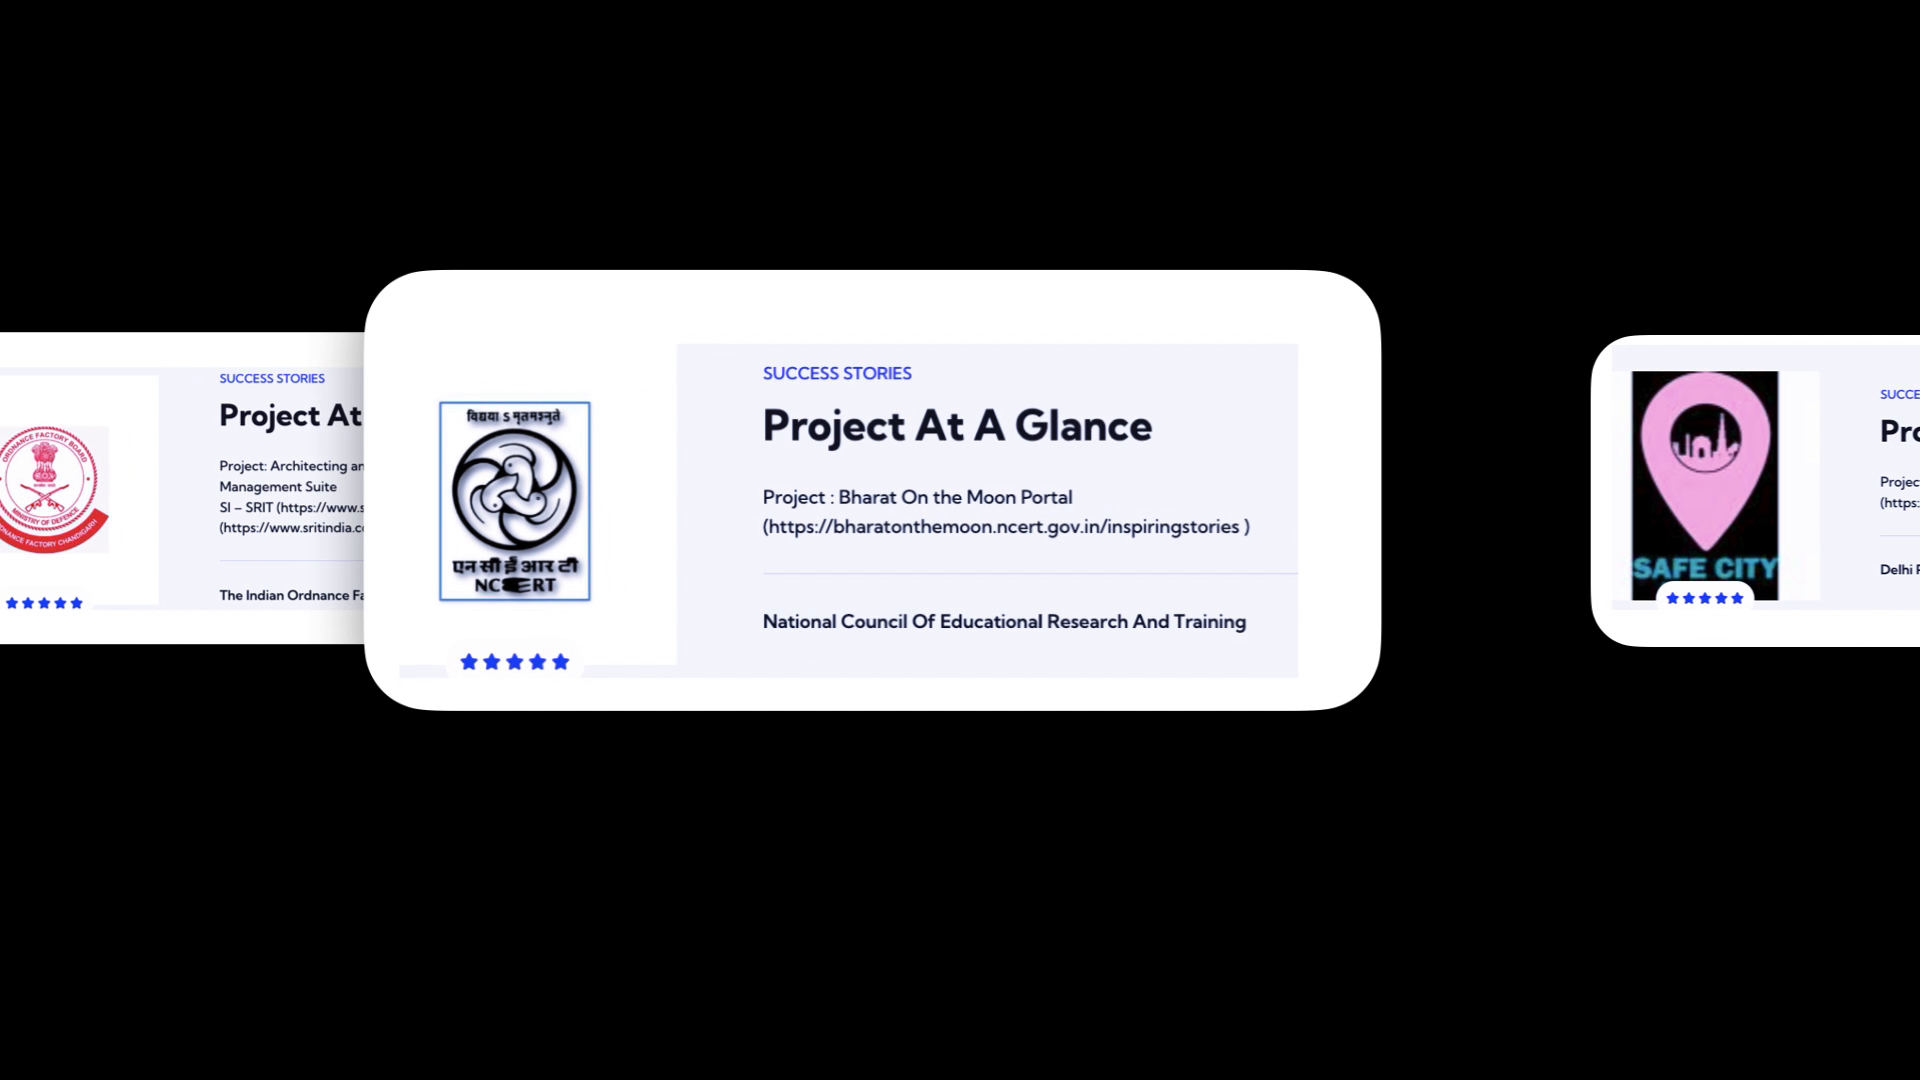 ORDNANCE FACTORY BOARD
MINISTRY OF DEFENCE
ORDNANCE FACTORY CHANDIGARH
SUCCESS STORIES
Project At
Project: Architecting an
Management Suite
SI – SRIT (https://www.s
(https://www.sritindia.co
The Indian Ordnance Fa
विद्यया ऽ मृतमश्नुते
एन सी ई आर टी
NCERT
SUCCESS STORIES
Project At A Glance
Project : Bharat On the Moon Portal
(https://bharatonthemoon.ncert.gov.in/inspiringstories )
National Council Of Educational Research And Training
SAFE CITY
SUCCE
Pro
Projec
(https:
Delhi P